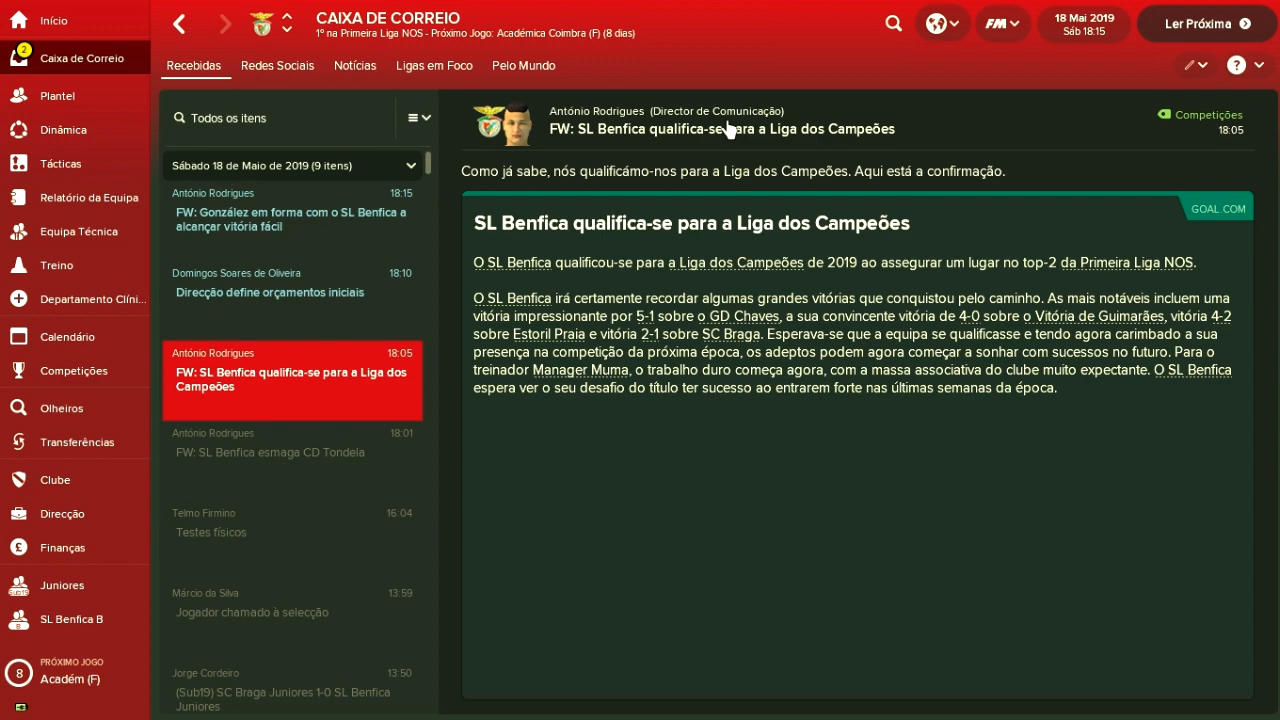 Início
2
Caixa de Correio
Plantel
Dinâmica
Tácticas
Relatório da Equipa
Equipa Técnica
Treino
Departamento Clíni...
Calendário
Competições
Olheiros
Transferências
Clube
Direcção
£
Finanças
Sub19
Juniores
B
SL Benfica B
PRÓXIMO JOGO
8
Académ (F)
CAIXA DE CORREIO
1º na Primeira Liga NOS - Próximo Jogo: Académica Coimbra (F) (8 dias)
FM
18 Mai 2019
Sáb 18:15
Ler Próxima
Recebidas
Redes Sociais
Notícias
Ligas em Foco
Pelo Mundo
?
Todos os itens
Sábado 18 de Maio de 2019 (9 itens)
António Rodrigues 18:15
FW: González em forma com o SL Benfica a
alcançar vitória fácil
Domingos Soares de Oliveira 18:10
Direcção define orçamentos iniciais
António Rodrigues 18:05
FW: SL Benfica qualifica-se para a Liga dos
Campeões
António Rodrigues 18:01
FW: SL Benfica esmaga CD Tondela
Telmo Firmino 16:04
Testes físicos
Márcio da Silva 13:59
Jogador chamado à selecção
Jorge Cordeiro 13:50
(Sub19) SC Braga Juniores 1-0 SL Benfica
Juniores
António Rodrigues (Director de Comunicação)
FW: SL Benfica qualifica-se para a Liga dos Campeões
Competições
18:05
Como já sabe, nós qualificámo-nos para a Liga dos Campeões. Aqui está a confirmação.
GOAL.COM
SL Benfica qualifica-se para a Liga dos Campeões
O SL Benfica qualificou-se para a Liga dos Campeões de 2019 ao assegurar um lugar no top-2 da Primeira Liga NOS.
O SL Benfica irá certamente recordar algumas grandes vitórias que conquistou pelo caminho. As mais notáveis incluem uma
vitória impressionante por 5-1 sobre o GD Chaves, a sua convincente vitória de 4-0 sobre o Vitória de Guimarães, vitória 4-2
sobre Estoril Praia e vitória 2-1 sobre SC Braga. Esperava-se que a equipa se qualificasse e tendo agora carimbado a sua
presença na competição da próxima época, os adeptos podem agora começar a sonhar com sucessos no futuro. Para o
treinador Manager Muma, o trabalho duro começa agora, com a massa associativa do clube muito expectante. O SL Benfica
espera ver o seu desafio do título ter sucesso ao entrarem forte nas últimas semanas da época.